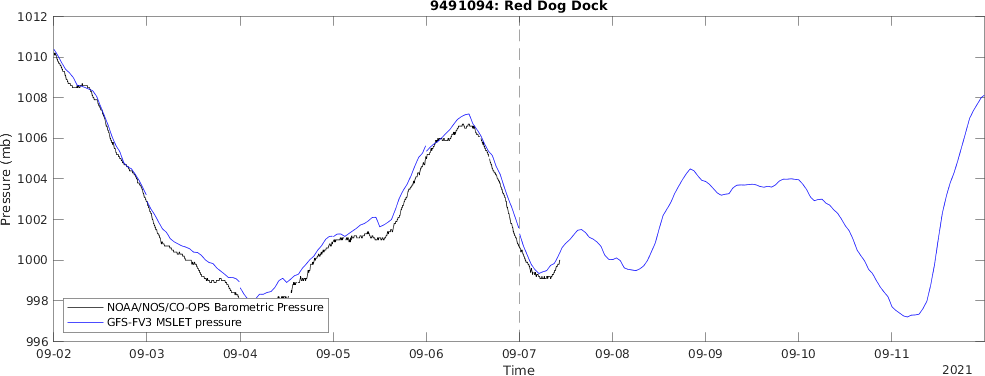 9491094: Red Dog Dock
1012
1010
1008
1006
1004
1002
1000
998
996
Pressure (mb)
NOAA/NOS/CO-OPS Barometric Pressure
GFS-FV3 MSLET pressure
09-02 09-03 09-04 09-05 09-06 09-07 09-08 09-09 09-10 09-11
Time
2021